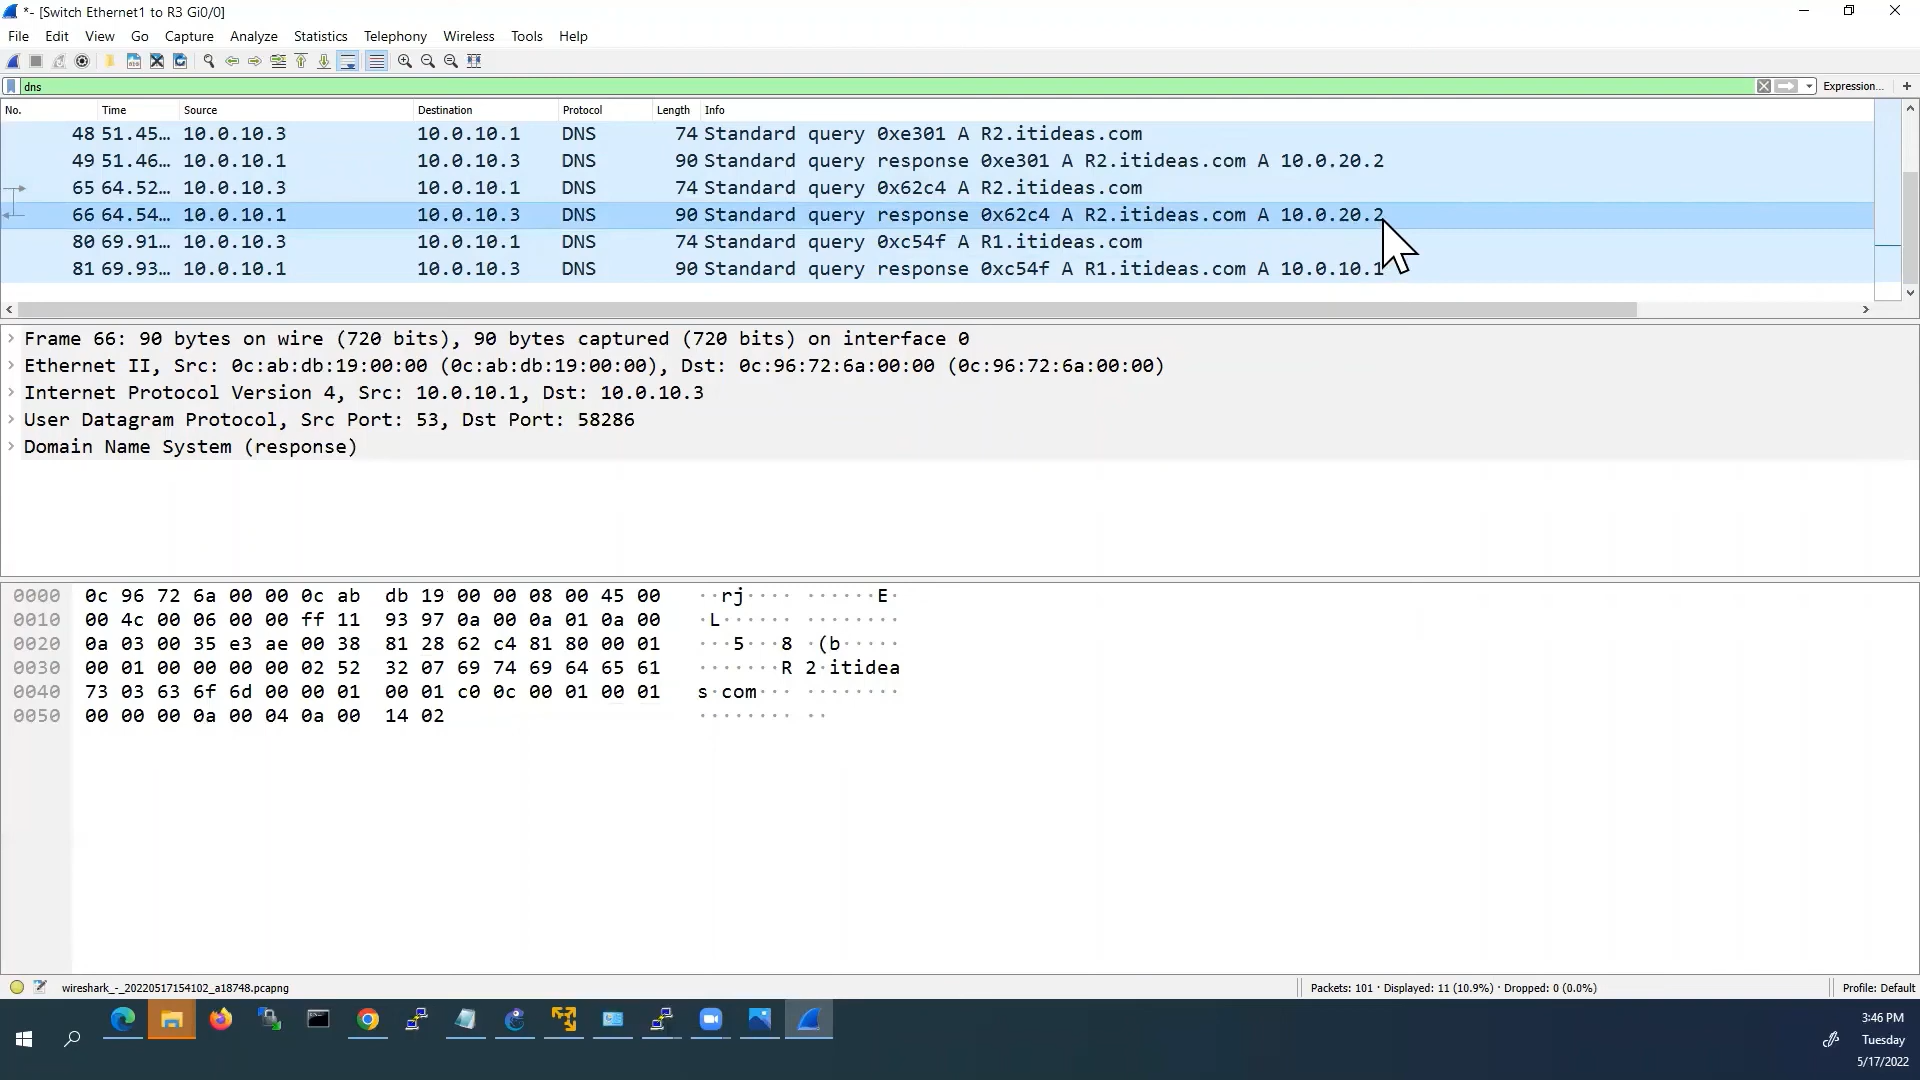 *- [Switch Ethernet1 to R3 Gi0/0]
File Edit View Go Capture Analyze Statistics Telephony Wireless Tools Help
dns Expression... +
No. Time Source Destination Protocol Length Info
48 51.45… 10.0.10.3 10.0.10.1 DNS 74 Standard query 0xe301 A R2.itideas.com
49 51.46… 10.0.10.1 10.0.10.3 DNS 90 Standard query response 0xe301 A R2.itideas.com A 10.0.20.2
65 64.52… 10.0.10.3 10.0.10.1 DNS 74 Standard query 0x62c4 A R2.itideas.com
66 64.54… 10.0.10.1 10.0.10.3 DNS 90 Standard query response 0x62c4 A R2.itideas.com A 10.0.20.2
80 69.91… 10.0.10.3 10.0.10.1 DNS 74 Standard query 0xc54f A R1.itideas.com
81 69.93… 10.0.10.1 10.0.10.3 DNS 90 Standard query response 0xc54f A R1.itideas.com A 10.0.10.1
Frame 66: 90 bytes on wire (720 bits), 90 bytes captured (720 bits) on interface 0
Ethernet II, Src: 0c:ab:db:19:00:00 (0c:ab:db:19:00:00), Dst: 0c:96:72:6a:00:00 (0c:96:72:6a:00:00)
Internet Protocol Version 4, Src: 10.0.10.1, Dst: 10.0.10.3
User Datagram Protocol, Src Port: 53, Dst Port: 58286
Domain Name System (response)
0000 0c 96 72 6a 00 00 0c ab db 19 00 00 08 00 45 00 ··rj···· ······E·
0010 00 4c 00 06 00 00 ff 11 93 97 0a 00 0a 01 0a 00 ·L······ ········
0020 0a 03 00 35 e3 ae 00 38 81 28 62 c4 81 80 00 01 ···5···8 ·(b·····
0030 00 01 00 00 00 00 02 52 32 07 69 74 69 64 65 61 ·······R 2·itidea
0040 73 03 63 6f 6d 00 00 01 00 01 c0 0c 00 01 00 01 s·com··· ········
0050 00 00 00 0a 00 04 0a 00 14 02 ········ ··
wireshark_-_20220517154102_a18748.pcapng Packets: 101 · Displayed: 11 (10.9%) · Dropped: 0 (0.0%) Profile: Default
3:46 PM
Tuesday
5/17/2022